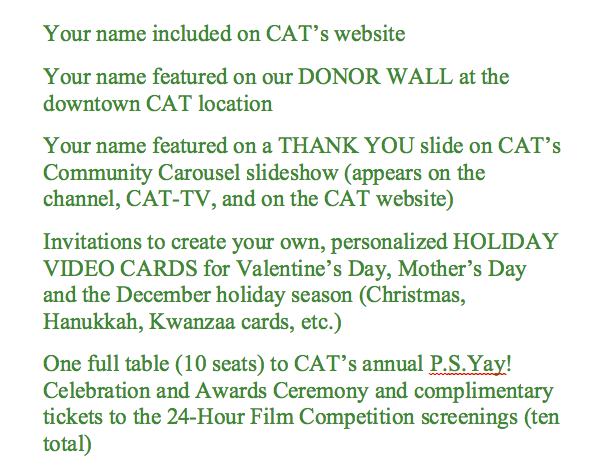 Your name included on CAT’s website
Your name featured on our DONOR WALL at the
downtown CAT location
Your name featured on a THANK YOU slide on CAT’s
Community Carousel slideshow (appears on the
channel, CAT-TV, and on the CAT website)
Invitations to create your own, personalized HOLIDAY
VIDEO CARDS for Valentine’s Day, Mother’s Day
and the December holiday season (Christmas,
Hanukkah, Kwanzaa cards, etc.)
One full table (10 seats) to CAT’s annual P.S.Yay!
Celebration and Awards Ceremony and complimentary
tickets to the 24-Hour Film Competition screenings (ten
total)